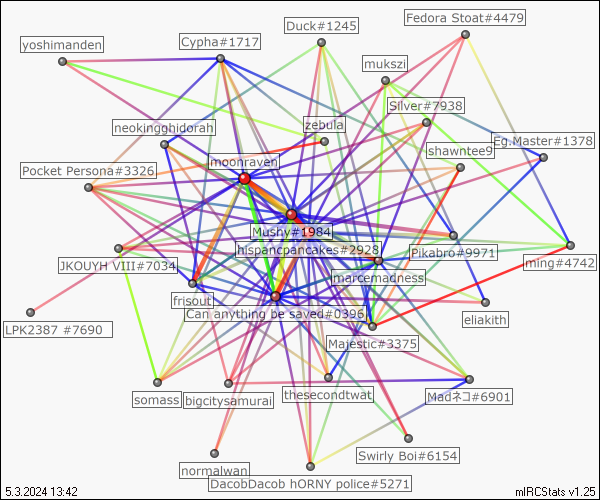 Fedora Stoat#4479
Duck#1245
yoshimanden
Cypha#1717
mukszi
Silver#7938
zebula
neokingghidorah
Eg.Master#1378
shawntee9
moonraven
Pocket Persona#3326
Mushy#1984
hispancpancakes#2928
Pikabro#9971
ming#4742
JKOUYH VIII#7034
marcemadness
frisout
Can anything be saved#0396
eliakith
LPK2387 #7690
Majestic#3375
somass
bigcitysamurai
thesecondtwat
Madネコ#6901
Swirly Boi#6154
normalwan
DacobDacob hORNY police#5271
5.3.2024 13:42
mIRCStats v1.25